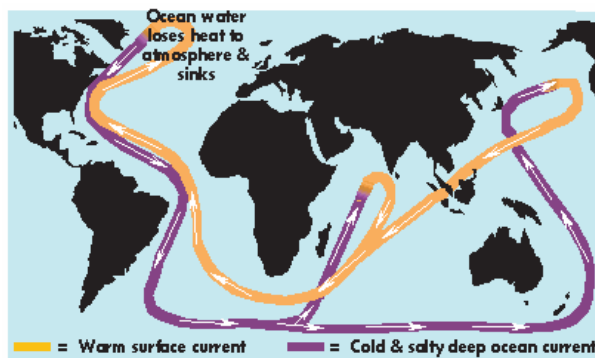 Ocean water
loses heat to
atmosphere &
sinks
= Warm surface current
= Cold & salty deep ocean current